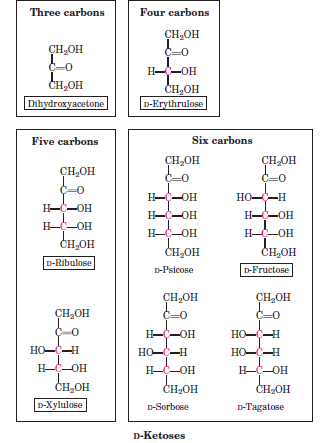 Three carbons
CH₂OH
C=O
CH₂OH
Dihydroxyacetone
Four carbons
CH₂OH
C=O
H—C—OH
CH₂OH
D-Erythrulose
Five carbons
CH₂OH
C=O
H—C—OH
H—C—OH
CH₂OH
D-Ribulose
CH₂OH
C=O
HO—C—H
H—C—OH
CH₂OH
D-Xylulose
Six carbons
CH₂OH
C=O
H—C—OH
H—C—OH
H—C—OH
CH₂OH
D-Psicose
CH₂OH
C=O
HO—C—H
H—C—OH
H—C—OH
CH₂OH
D-Fructose
CH₂OH
C=O
H—C—OH
HO—C—H
H—C—OH
CH₂OH
D-Sorbose
CH₂OH
C=O
HO—C—H
HO—C—H
H—C—OH
CH₂OH
D-Tagatose
D-Ketoses